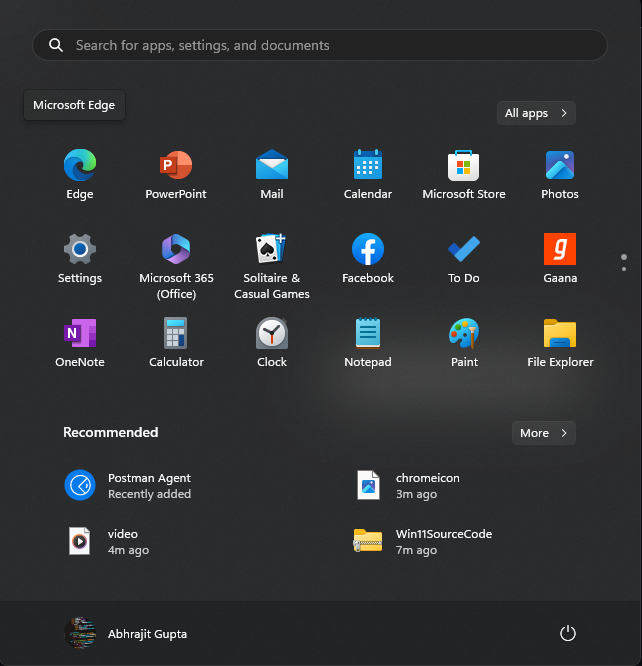 Search for apps, settings, and documents
Microsoft Edge
All apps
Edge
PowerPoint
Mail
Calendar
Microsoft Store
Photos
Settings
Microsoft 365
(Office)
Solitaire &
Casual Games
Facebook
To Do
Gaana
OneNote
Calculator
Clock
Notepad
Paint
File Explorer
Recommended
More
Postman Agent
Recently added
chromeicon
3m ago
video
4m ago
Win11SourceCode
7m ago
Abhrajit Gupta